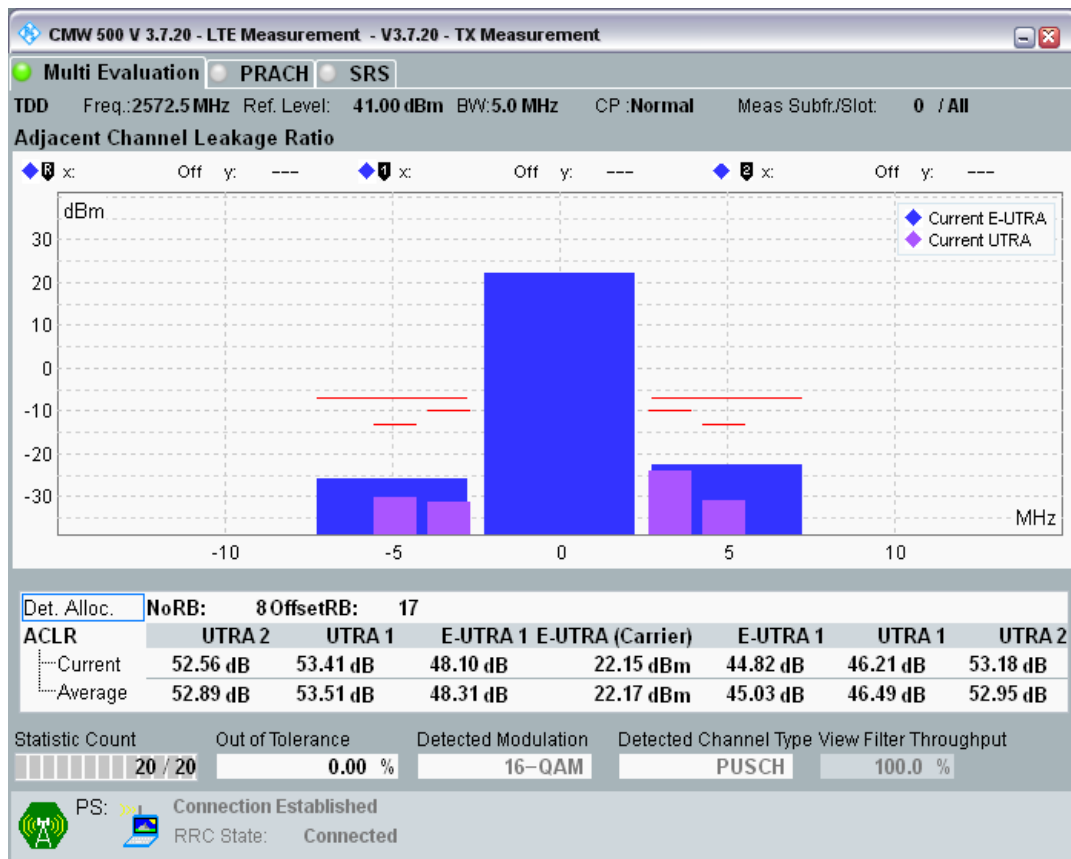 CMW 500 V 3.7.20 - LTE Measurement - V3.7.20 - TX Measurement
Multi Evaluation PRACH SRS
TDD Freq.:2572.5 MHz Ref. Level: 41.00 dBm BW:5.0 MHz CP :Normal Meas Subfr./Slot: 0 / All
Adjacent Channel Leakage Ratio
R x: Off y: --- 1 x: Off y: --- 2 x: Off y: ---
dBm
Current E-UTRA
Current UTRA
30
20
10
0
-10
-20
-30
MHz
-10 -5 0 5 10
Det. Alloc. NoRB: 8 OffsetRB: 17
ACLR UTRA 2 UTRA 1 E-UTRA 1 E-UTRA (Carrier) E-UTRA 1 UTRA 1 UTRA 2
Current 52.56 dB 53.41 dB 48.10 dB 22.15 dBm 44.82 dB 46.21 dB 53.18 dB
Average 52.89 dB 53.51 dB 48.31 dB 22.17 dBm 45.03 dB 46.49 dB 52.95 dB
Statistic Count Out of Tolerance Detected Modulation Detected Channel Type View Filter Throughput
20 / 20 0.00 % 16-QAM PUSCH 100.0 %
PS: Connection Established
RRC State: Connected